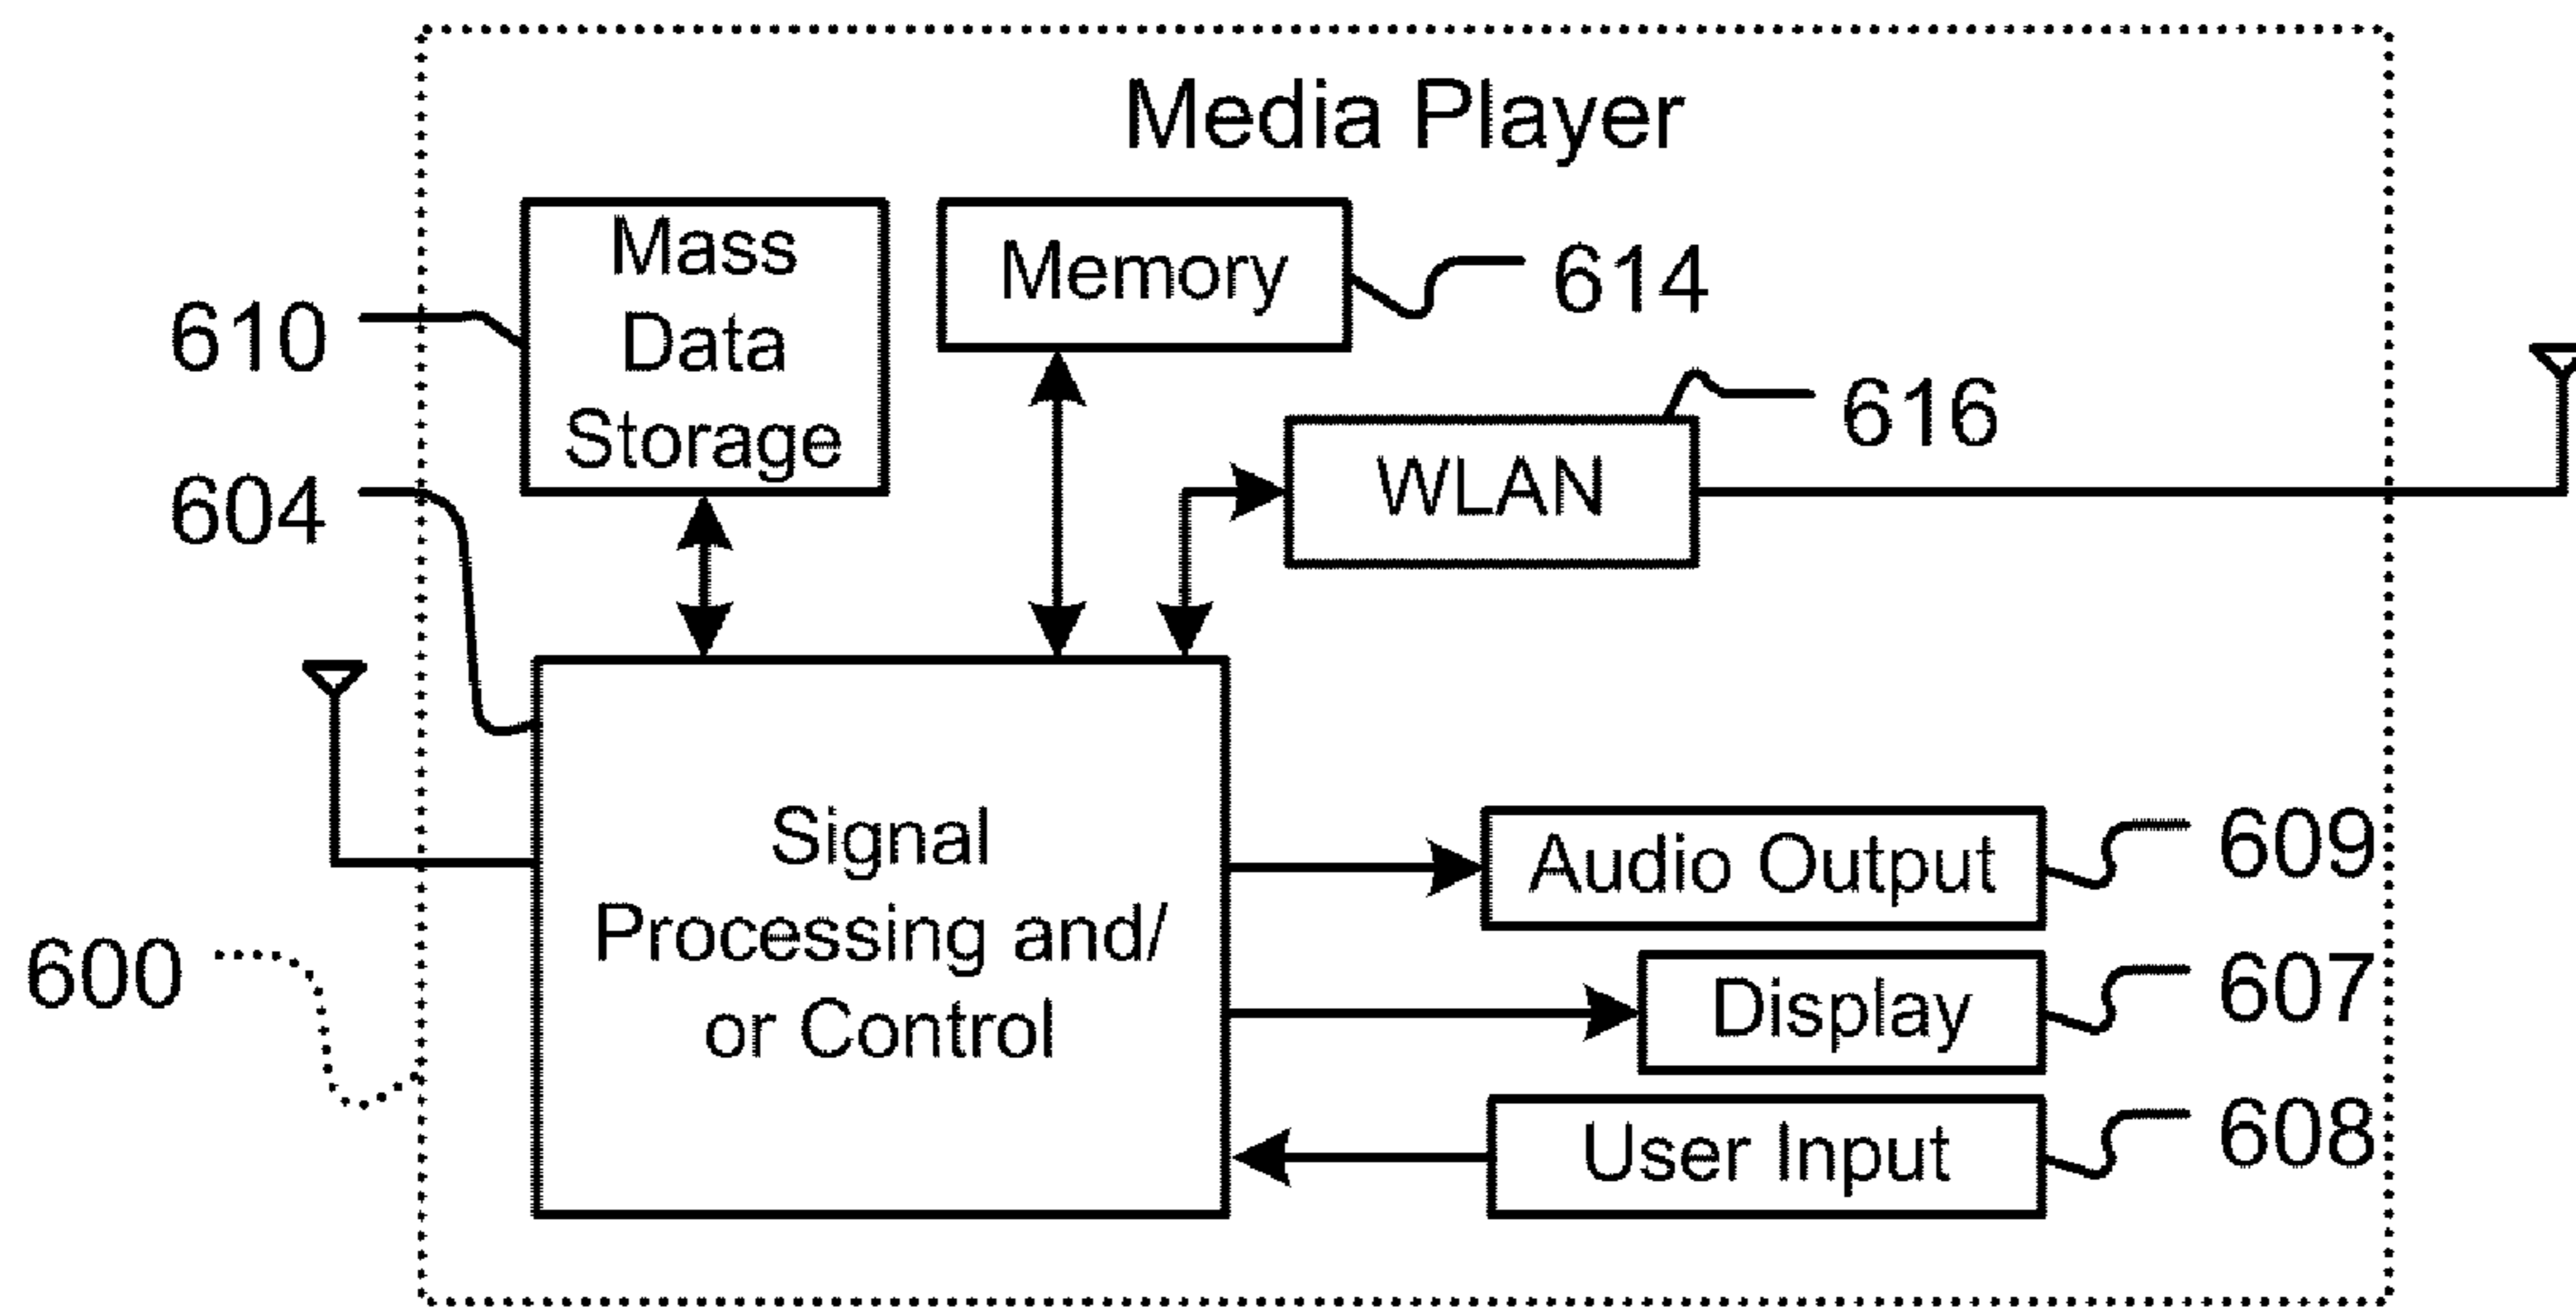 Media Player
Mass
Data
Storage
Memory
614
610
616
WLAN
604
Signal
Processing and/
or Control
Audio Output
609
600
Display
607
User Input
608